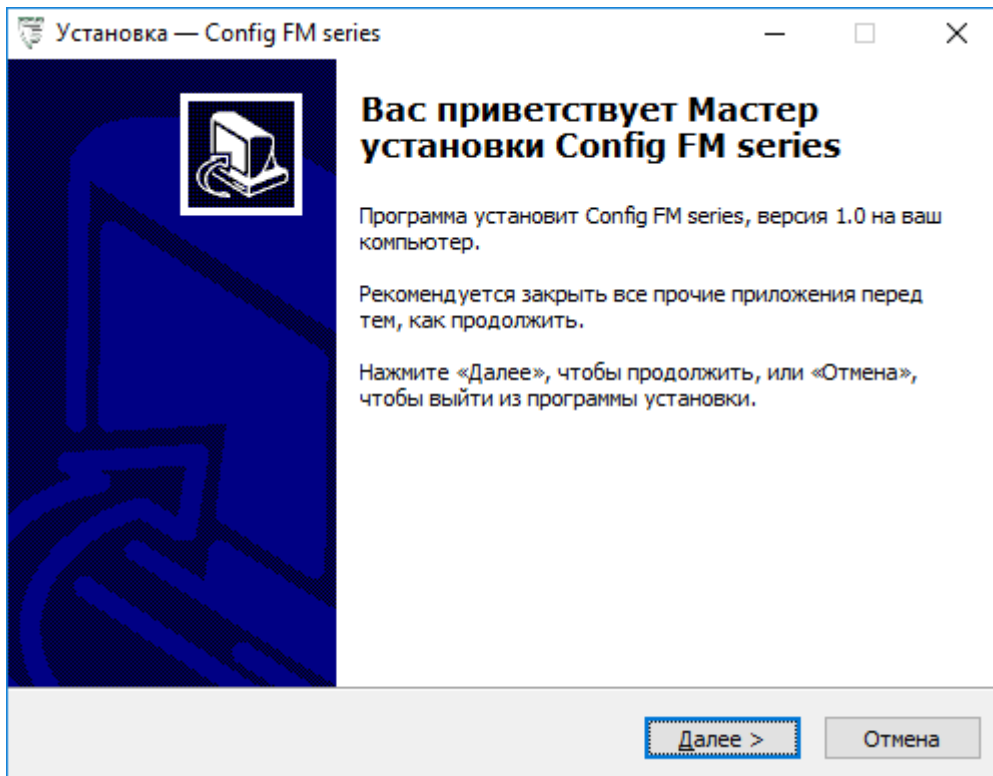 Установка — Config FM series
Вас приветствует Мастер
установки Config FM series
Программа установит Config FM series, версия 1.0 на ваш
компьютер.
Рекомендуется закрыть все прочие приложения перед
тем, как продолжить.
Нажмите «Далее», чтобы продолжить, или «Отмена»,
чтобы выйти из программы установки.
Далее >
Отмена